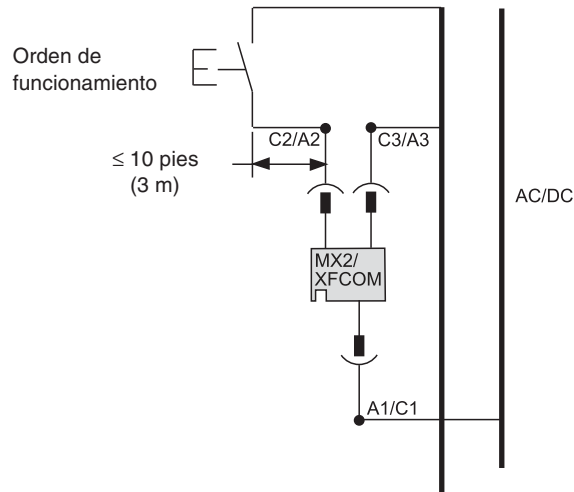 Orden de
funcionamiento
C2/A2
C3/A3
≤ 10 pies
(3 m)
AC/DC
MX2/
XFCOM
A1/C1